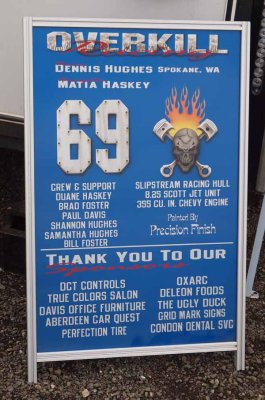 OVERKILL
Racing
DENNIS HUGHES SPOKANE, WA
MATIA HASKEY
69
CREW & SUPPORT
DUANE HASKEY
BRAD FOSTER
PAUL DAVIS
SHANNON HUGHES
SAMANTHA HUGHES
BILL FOSTER
SLIPSTREAM RACING HULL
8.25 SCOTT JET UNIT
355 CU. IN. CHEVY ENGINE
Painted By
Precision Finish
THANK YOU TO OUR
Sponsors
DCT CONTROLS
TRUE COLORS SALON
DAVIS OFFICE FURNITURE
ABERDEEN CAR QUEST
PERFECTION TIRE
OXARC
DELEON FOODS
THE UGLY DUCK
GRID MARK SIGNS
CONDON DENTAL SVC